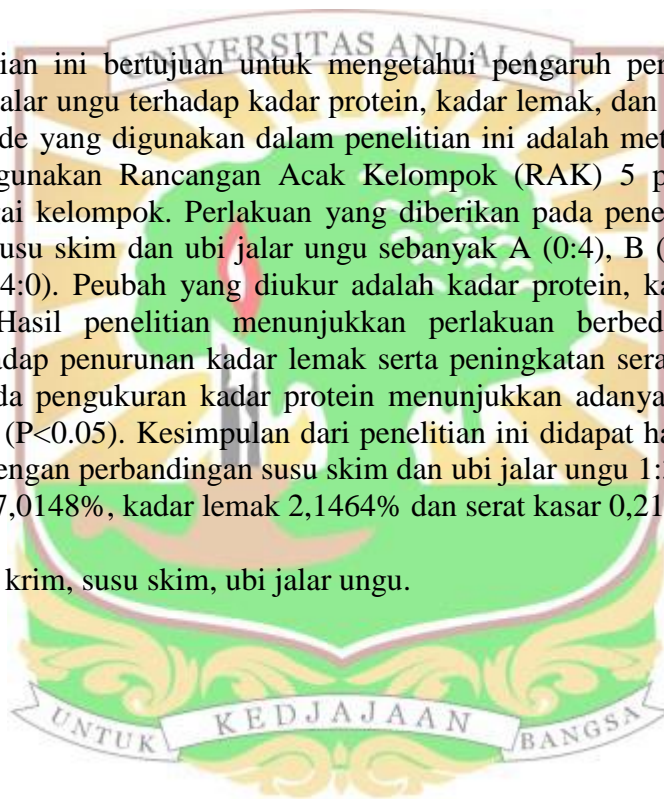 UNIVERSITAS ANDALAS
ian ini bertujuan untuk mengetahui pengaruh pen
alar ungu terhadap kadar protein, kadar lemak, dan
de yang digunakan dalam penelitian ini adalah met
gunakan Rancangan Acak Kelompok (RAK) 5 p
ai kelompok. Perlakuan yang diberikan pada pene
usu skim dan ubi jalar ungu sebanyak A (0:4), B (
4:0). Peubah yang diukur adalah kadar protein, ka
Hasil penelitian menunjukkan perlakuan berbed
adap penurunan kadar lemak serta peningkatan sera
da pengukuran kadar protein menunjukkan adanya
(P<0.05). Kesimpulan dari penelitian ini didapat ha
engan perbandingan susu skim dan ubi jalar ungu 1:
7,0148%, kadar lemak 2,1464% dan serat kasar 0,21
krim, susu skim, ubi jalar ungu.
UNTUK KEDJAJAAN BANGSA